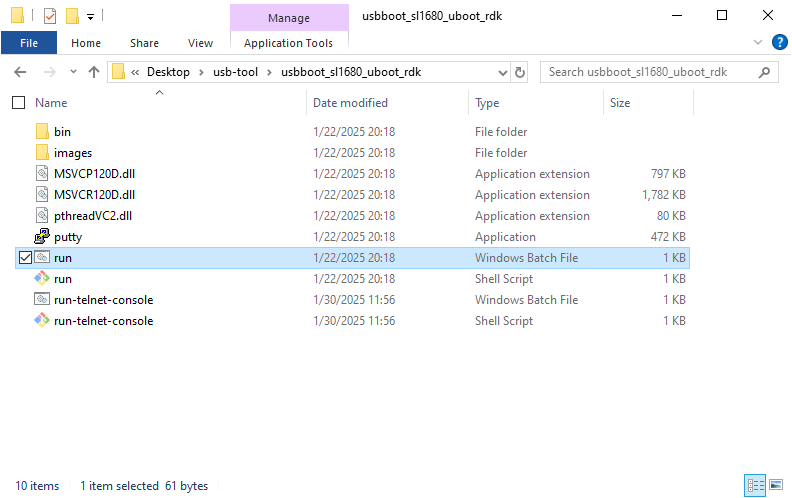 Manage
usbboot_sl1680_uboot_rdk
File Home Share View Application Tools
« Desktop usb-tool usbboot_sl1680_uboot_rdk Search usbboot_sl1680_uboot_rdk
Name Date modified Type Size
bin 1/22/2025 20:18 File folder
images 1/22/2025 20:18 File folder
MSVCP120D.dll 1/22/2025 20:18 Application extension 797 KB
MSVCR120D.dll 1/22/2025 20:18 Application extension 1,782 KB
pthreadVC2.dll 1/22/2025 20:18 Application extension 80 KB
putty 1/22/2025 20:18 Application 472 KB
run 1/22/2025 20:18 Windows Batch File 1 KB
run 1/22/2025 20:18 Shell Script 1 KB
run-telnet-console 1/30/2025 11:56 Windows Batch File 1 KB
run-telnet-console 1/30/2025 11:56 Shell Script 1 KB
10 items 1 item selected 61 bytes